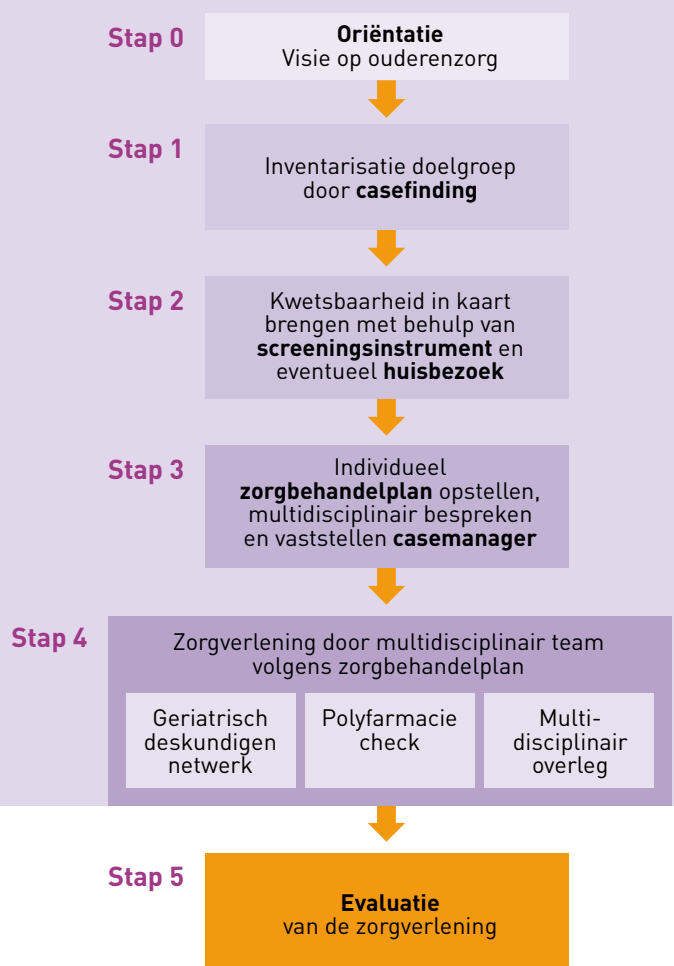 Stap 0
Oriëntatie
Visie op ouderenzorg
Stap 1
Inventarisatie doelgroep
door casefinding
Stap 2
Kwetsbaarheid in kaart
brengen met behulp van
screeningsinstrument en
eventueel huisbezoek
Stap 3
Individueel
zorgbehandelplan opstellen,
multidisciplinair bespreken
en vaststellen casemanager
Stap 4
Zorgverlening door multidisciplinair team
volgens zorgbehandelplan
Geriatrisch
deskundigen
netwerk
Polyfarmacie
check
Multi-
disciplinair
overleg
Stap 5
Evaluatie
van de zorgverlening